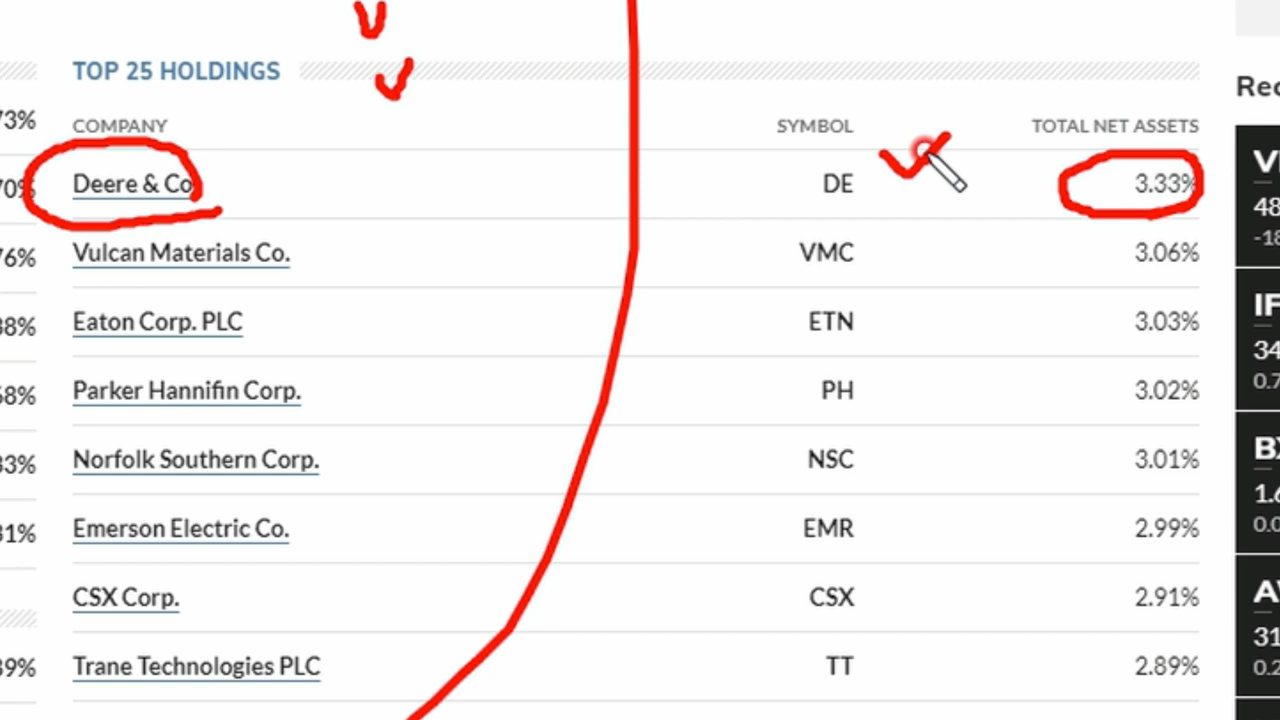 TOP 25 HOLDINGS
COMPANY SYMBOL TOTAL NET ASSETS
Deere & Co DE 3.33%
Vulcan Materials Co. VMC 3.06%
Eaton Corp. PLC ETN 3.03%
Parker Hannifin Corp. PH 3.02%
Norfolk Southern Corp. NSC 3.01%
Emerson Electric Co. EMR 2.99%
CSX Corp. CSX 2.91%
Trane Technologies PLC TT 2.89%